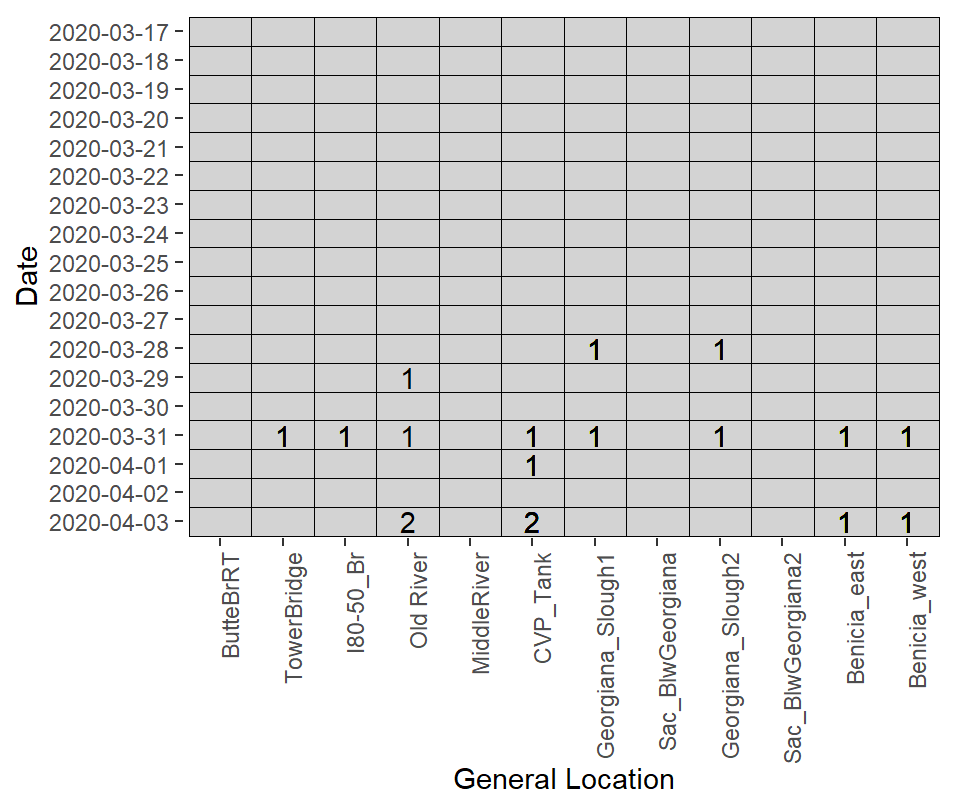 Date
2020-03-17
2020-03-18
2020-03-19
2020-03-20
2020-03-21
2020-03-22
2020-03-23
2020-03-24
2020-03-25
2020-03-26
2020-03-27
2020-03-28 1 1
2020-03-29 1
2020-03-30
2020-03-31 1 1 1 1 1 1 1 1
2020-04-01 1
2020-04-02
2020-04-03 2 2 1 1
ButteBrRT
TowerBridge
I80-50_Br
Old River
MiddleRiver
CVP_Tank
Georgiana_Slough1
Sac_BlwGeorgiana
Georgiana_Slough2
Sac_BlwGeorgiana2
Benicia_east
Benicia_west
General Location